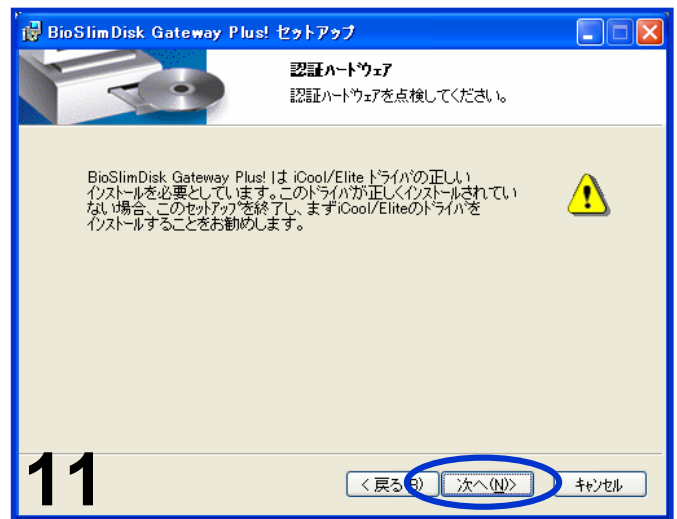 BioSlimDisk Gateway Plus! セットアップ
認証ハードウェア
認証ハードウェアを点検してください。
BioSlimDisk Gateway Plus! は iCool/Elite ドライバの正しい
インストールを必要としています。このドライバが正しくインストールされてい
ない場合、このセットアップを終了し、まずiCool/Eliteのドライバを
インストールすることをお勧めします。
11
< 戻る(B) 次へ(N)> キャンセル